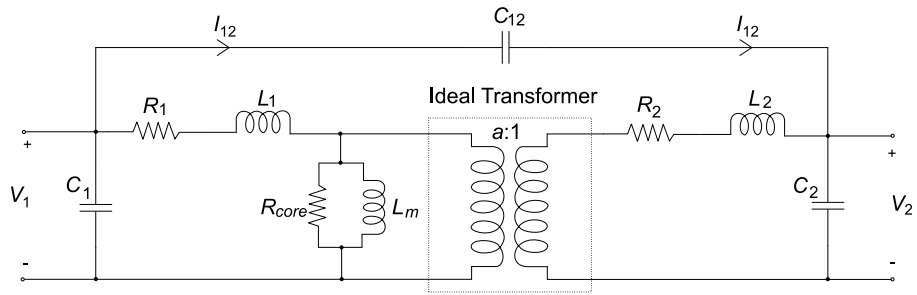 I12
C12
I12
Ideal Transformer
R1
L1
a:1
R2
L2
+
+
V1
C1
Rcore
Lm
C2
V2
-
-